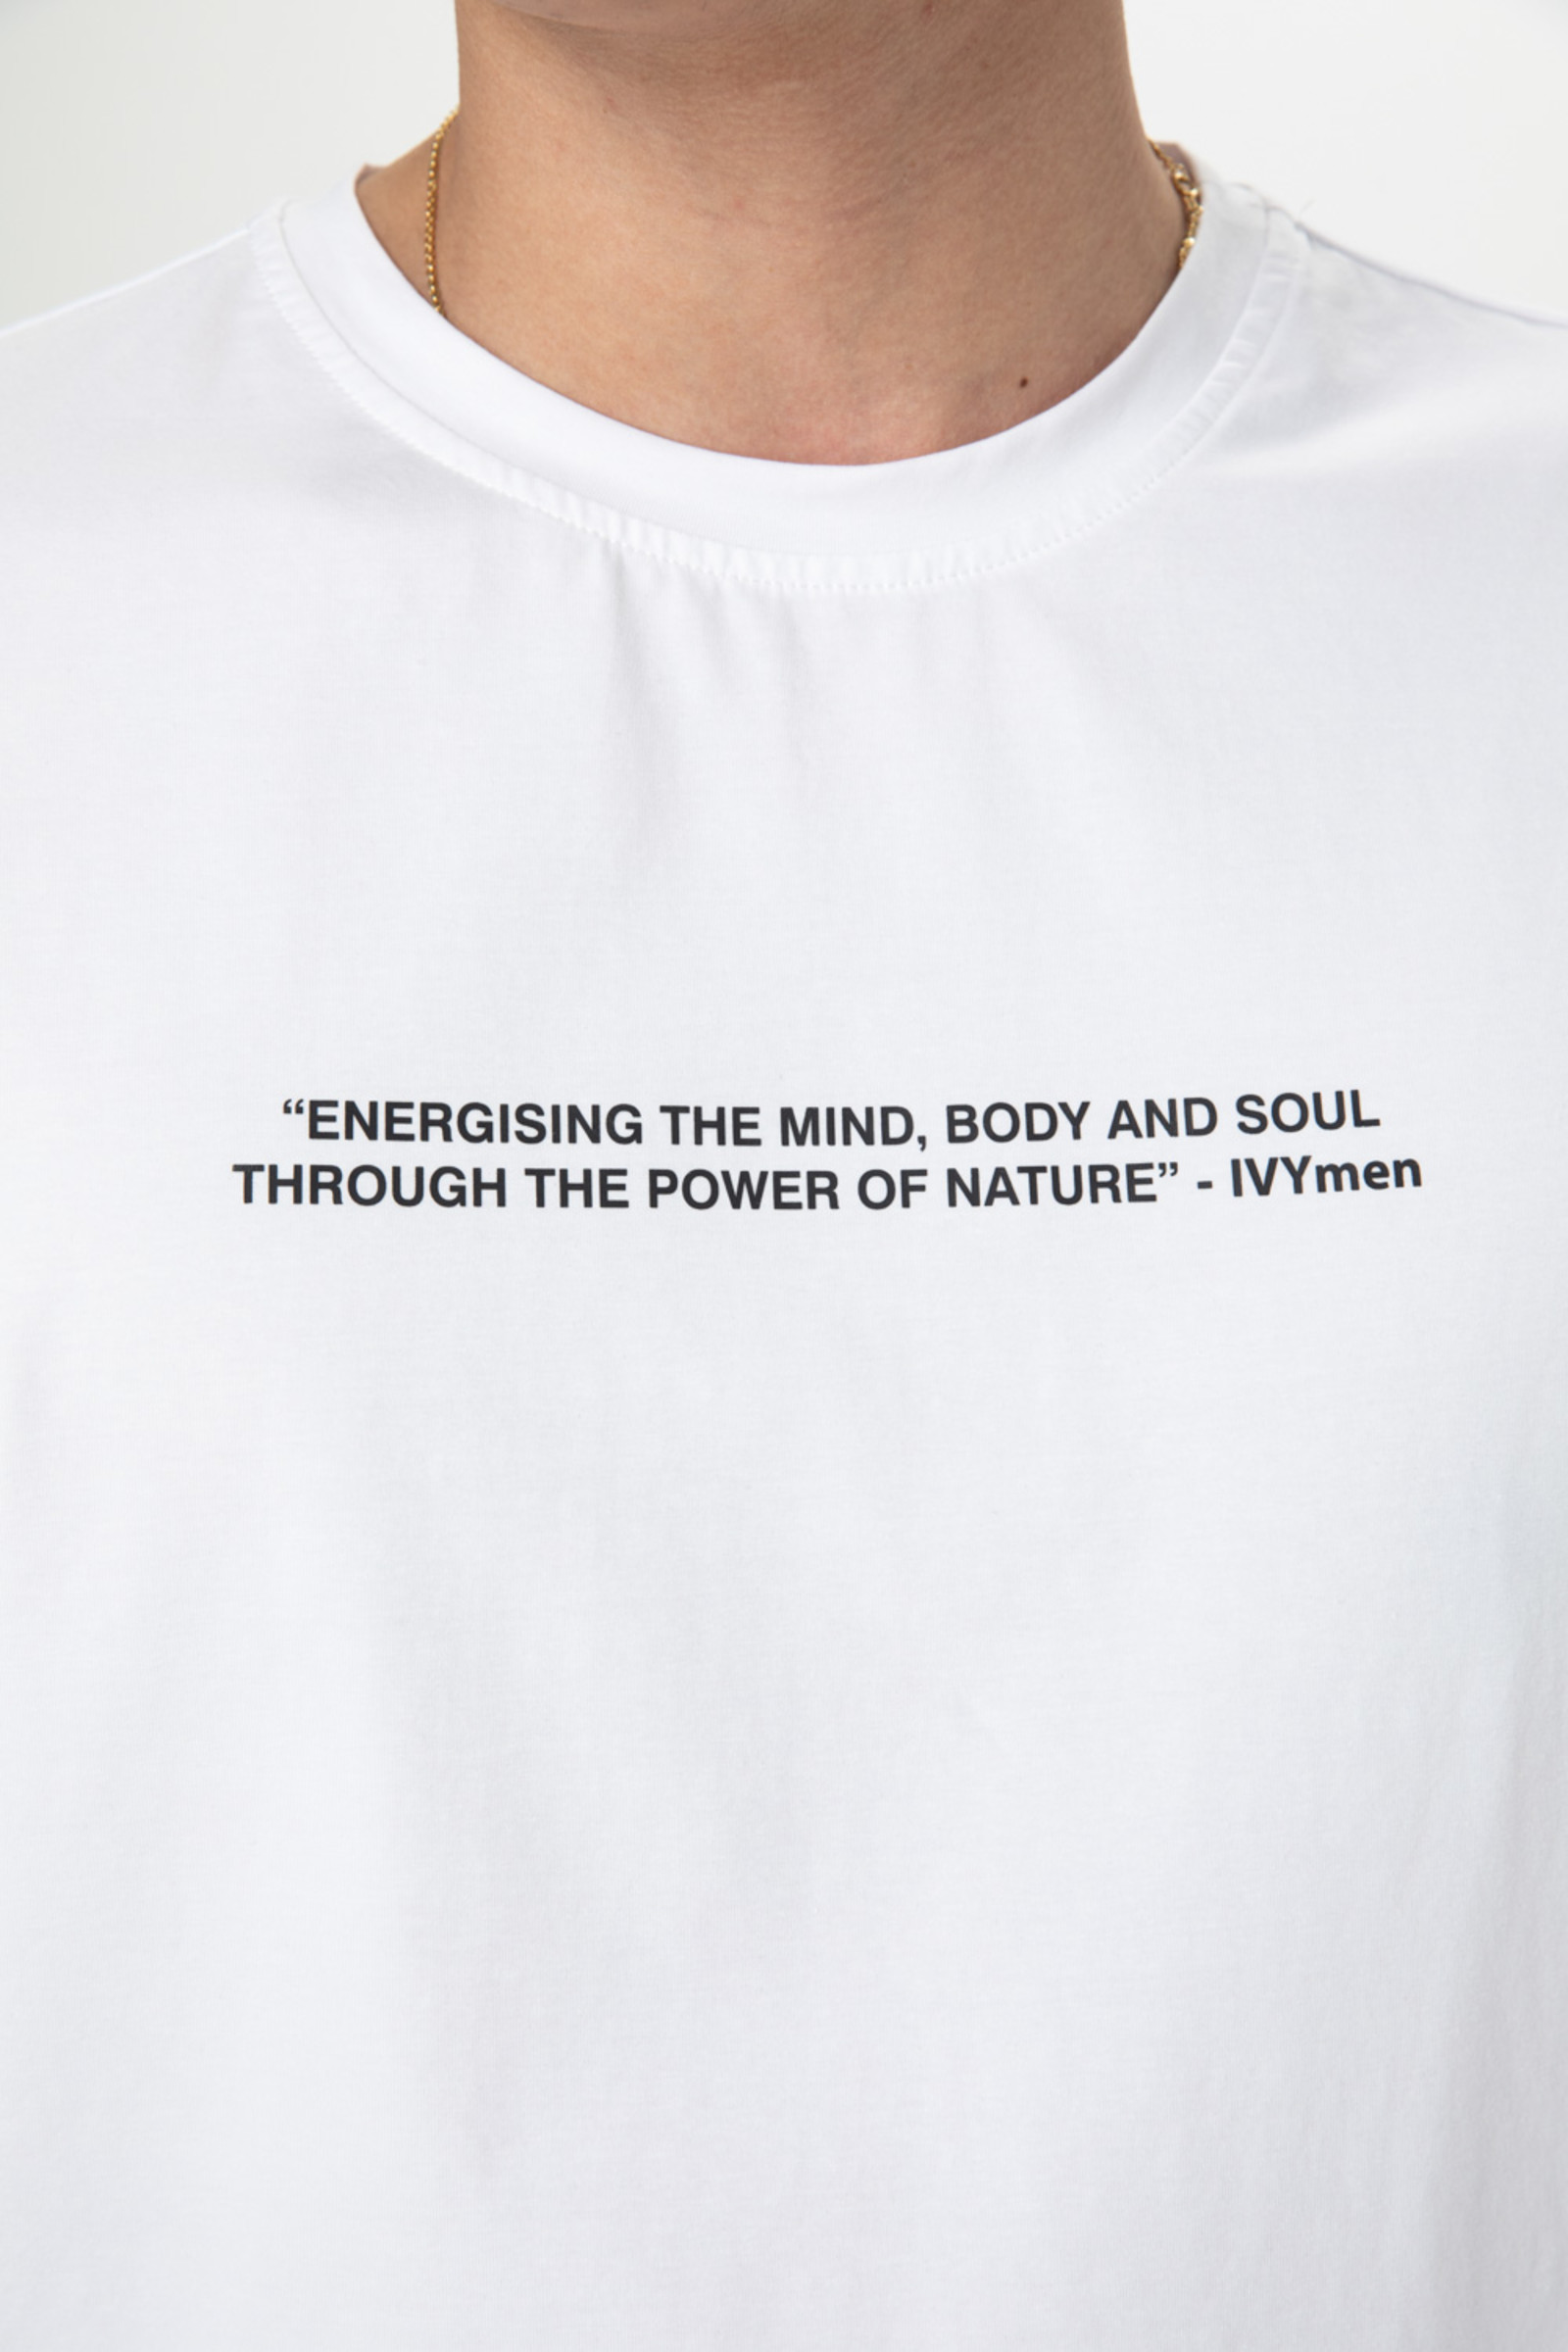 “ENERGISING THE MIND, BODY AND SOUL
THROUGH THE POWER OF NATURE” - IVYmen